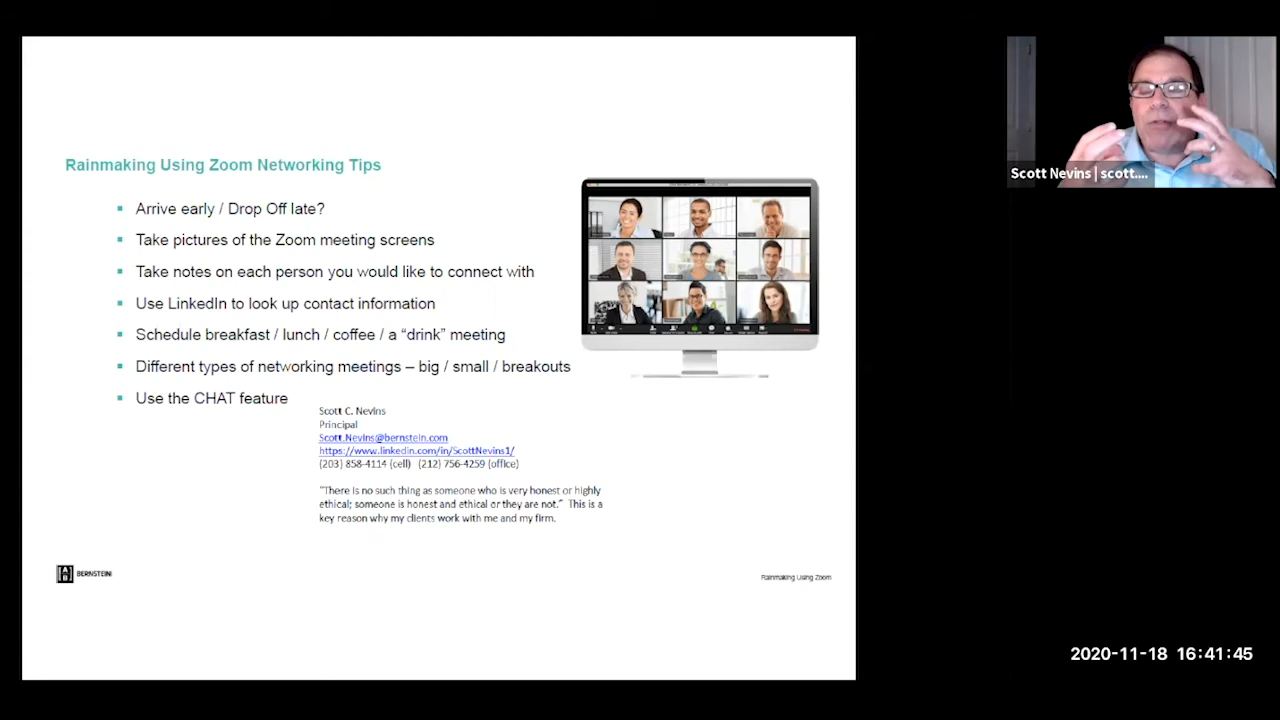 Rainmaking Using Zoom Networking Tips
Arrive early / Drop Off late?
Take pictures of the Zoom meeting screens
Take notes on each person you would like to connect with
Use LinkedIn to look up contact information
Schedule breakfast / lunch / coffee / a “drink” meeting
Different types of networking meetings – big / small / breakouts
Use the CHAT feature
Scott C. Nevins
Principal
Scott.Nevins@bernstein.com
https://www.linkedin.com/in/ScottNevins1/
(203) 858-4114 (cell) (212) 756-4259 (office)
"There is no such thing as someone who is very honest or highly
ethical; someone is honest and ethical or they are not." This is a
key reason why my clients work with me and my firm.
AB BERNSTEIN
Rainmaking Using Zoom
Scott Nevins | scott....
2020-11-18 16:41:45